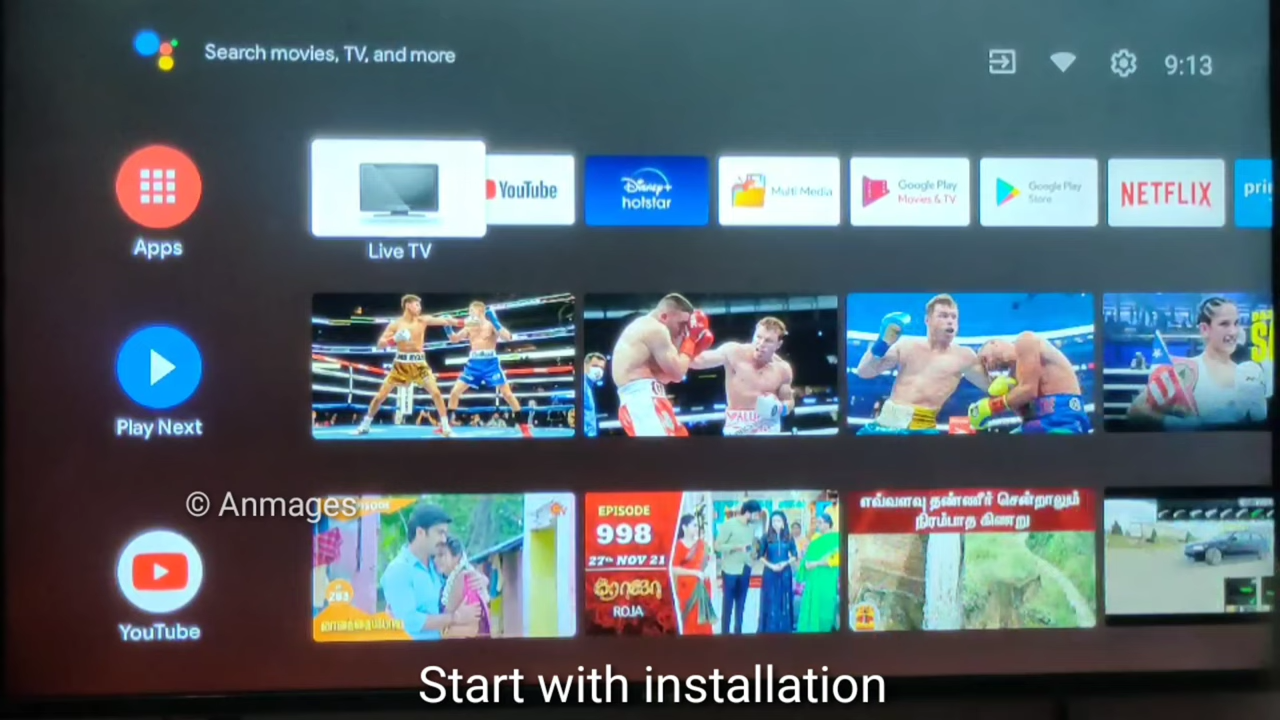 Search movies, TV, and more
9:13
Apps
Live TV
YouTube
Disney+
hotstar
Multi Media
Google Play
Movies & TV
Google Play
Store
NETFLIX
Play Next
© Anmages
EPISODE
998
27th NOV 21
ரோஜா
ROJA
283
எவ்வளவு தண்ணீர் சென்றாலும்
நிரம்பாத கிணறு
YouTube
Start with installation